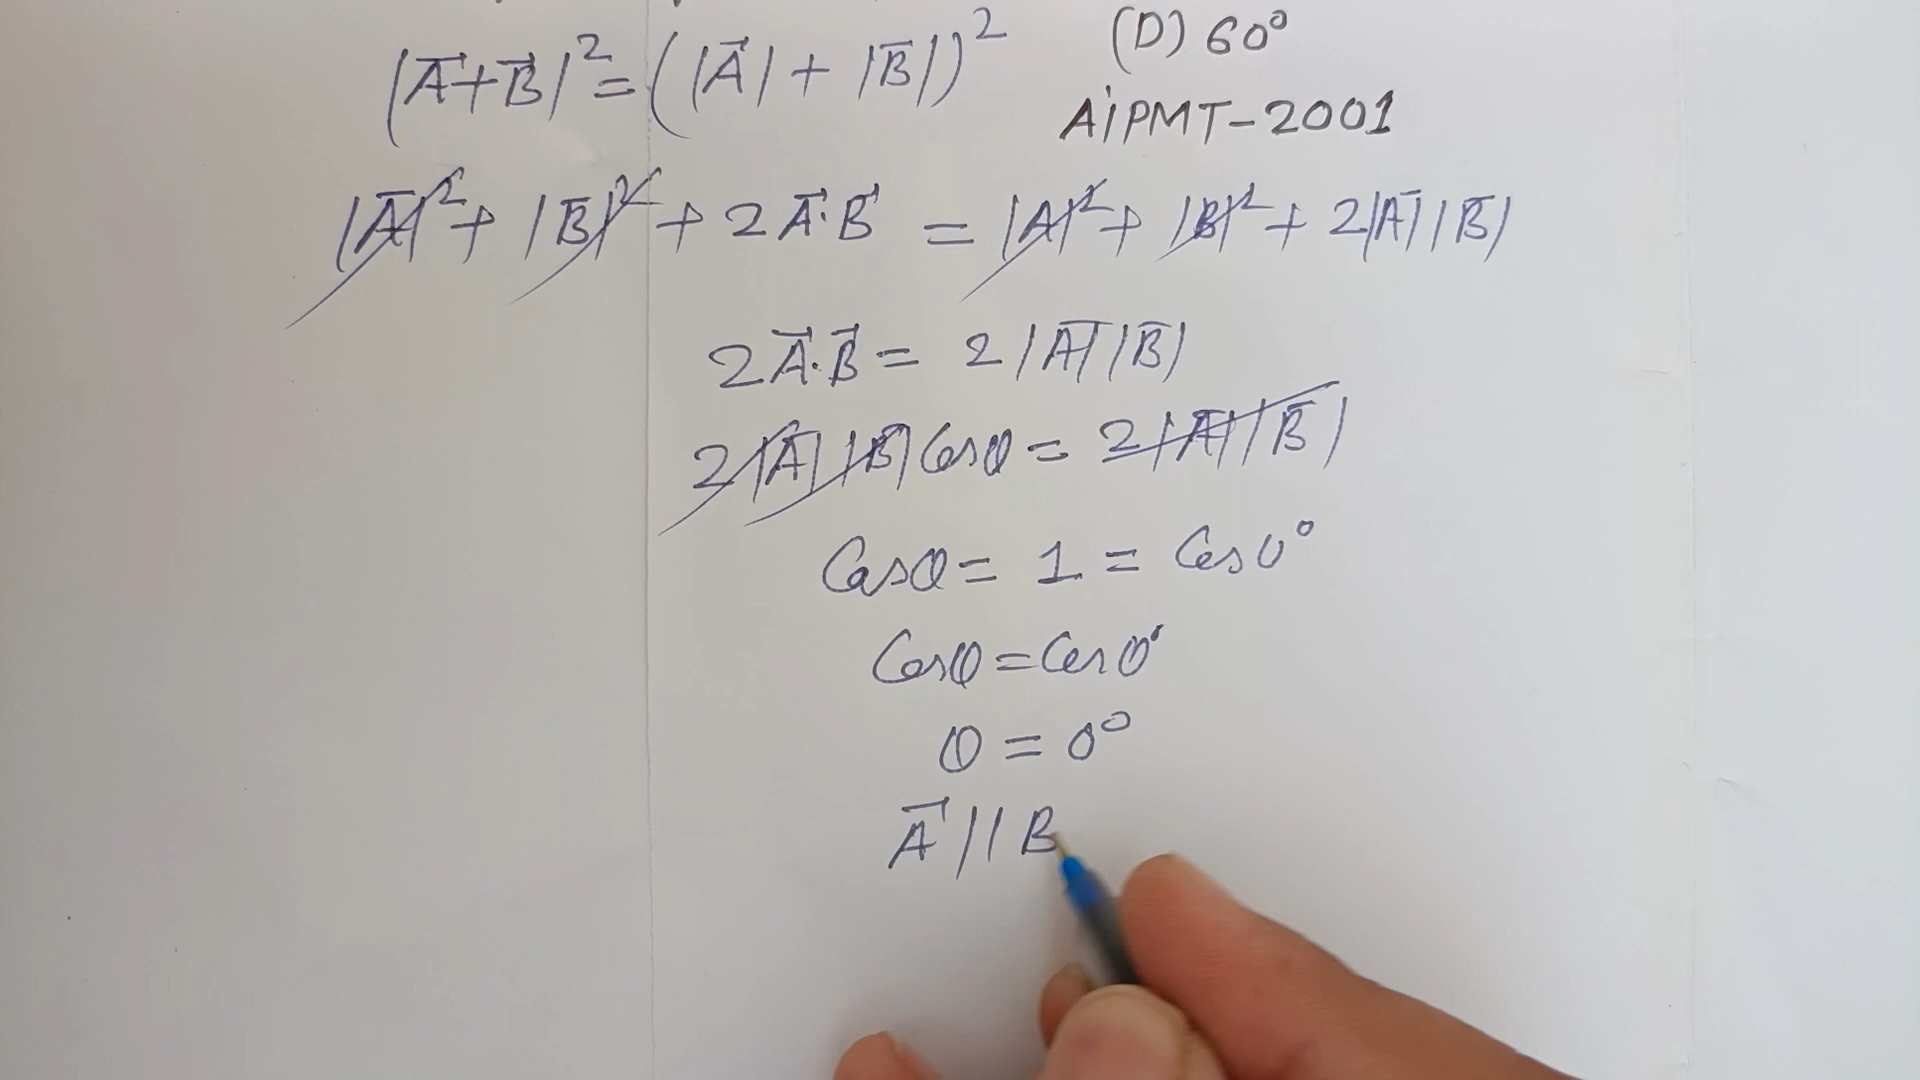 |A⃗+B⃗|² = (|A⃗| + |B̅|)²
(D) 60°
AiPMT-2001
|A̅|² + |B̅|² + 2A⃗·B⃗ = |A|² + |B|² + 2|A̅||B̅|
2A⃗·B⃗ = 2|A̅||B̅|
2|A̅||B̅|Cosθ = 2|A̅||B̅|
Cosθ = 1 = Cos0°
Cosθ = Cos0°
θ = 0°
A⃗ || B